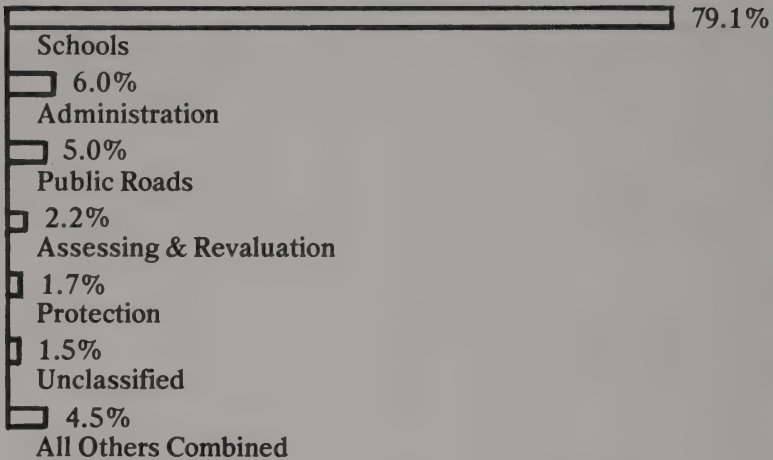 79.1%
Schools
6.0%
Administration
5.0%
Public Roads
2.2%
Assessing & Revaluation
1.7%
Protection
1.5%
Unclassified
4.5%
All Others Combined